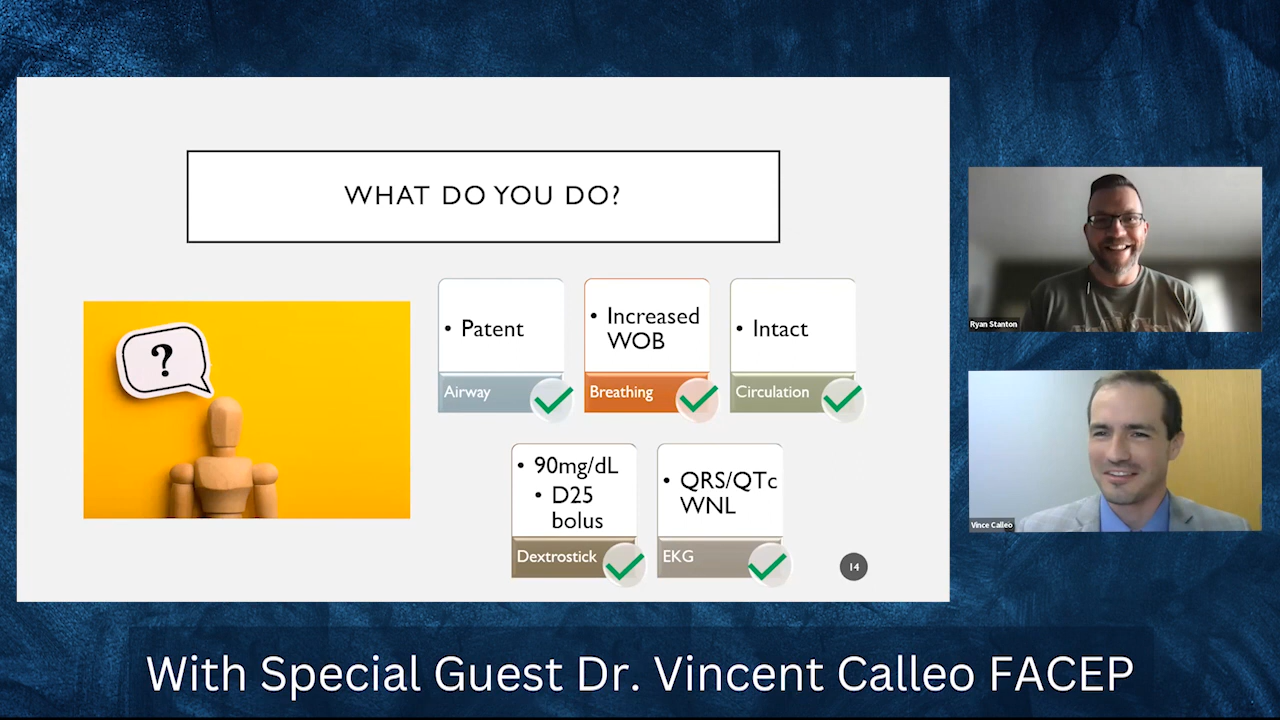 WHAT DO YOU DO?
?
• Patent
Airway
• Increased
WOB
Breathing
• Intact
Circulation
• 90mg/dL
• D25
bolus
Dextrostick
• QRS/QTc
WNL
EKG
14
Ryan Stanton
Vince Calleo
With Special Guest Dr. Vincent Calleo FACEP